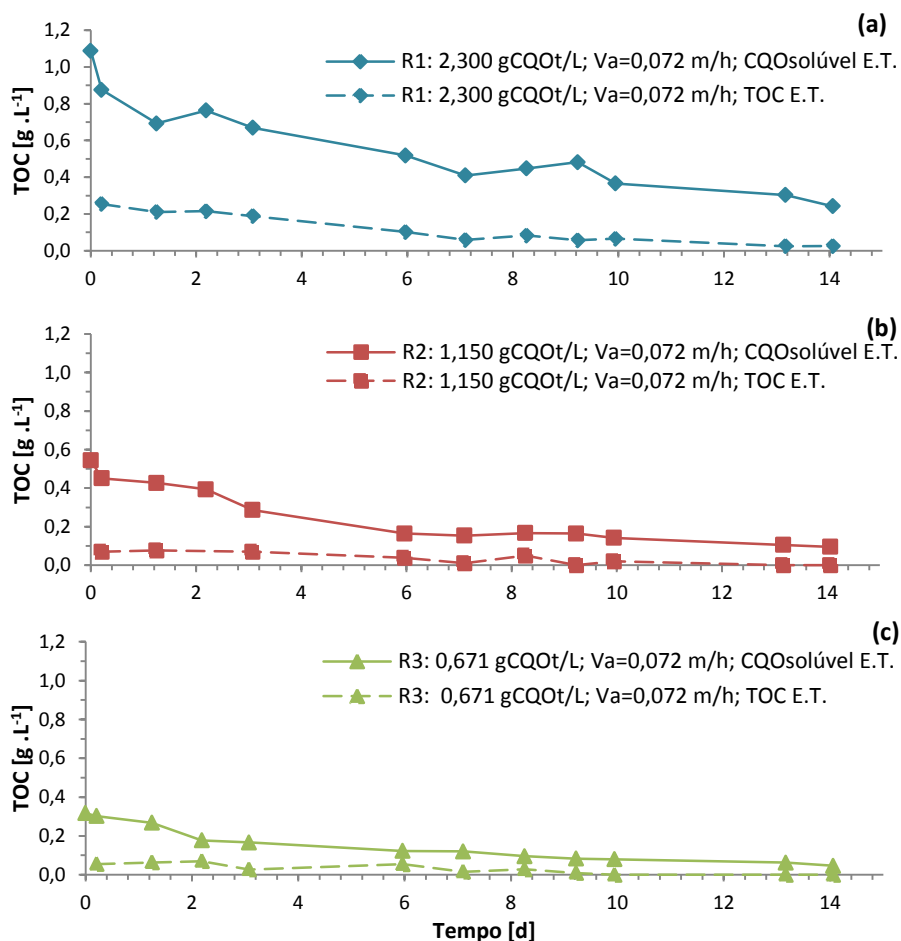 (a)
R1: 2,300 gCQOt/L; Va=0,072 m/h; CQOsolúvel E.T.
R1: 2,300 gCQOt/L; Va=0,072 m/h; TOC E.T.
TOC [g .L⁻¹]
1,2
1,0
0,8
0,6
0,4
0,2
0,0
0 2 4 6 8 10 12 14
(b)
R2: 1,150 gCQOt/L; Va=0,072 m/h; CQOsolúvel E.T.
R2: 1,150 gCQOt/L; Va=0,072 m/h; TOC E.T.
TOC [g .L⁻¹]
1,2
1,0
0,8
0,6
0,4
0,2
0,0
0 2 4 6 8 10 12 14
(c)
R3: 0,671 gCQOt/L; Va=0,072 m/h; CQOsolúvel E.T.
R3: 0,671 gCQOt/L; Va=0,072 m/h; TOC E.T.
TOC [g .L⁻¹]
1,2
1,0
0,8
0,6
0,4
0,2
0,0
0 2 4 6 8 10 12 14
Tempo [d]